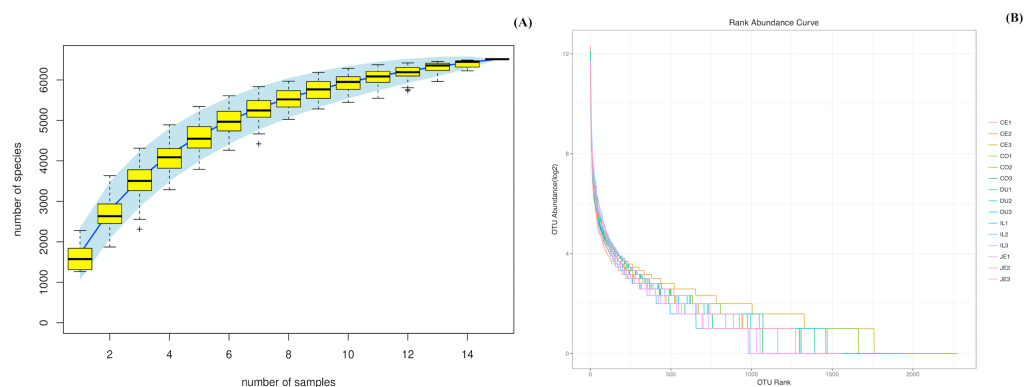 (A)
number of species
0 1000 2000 3000 4000 5000 6000
2 4 6 8 10 12 14
number of samples
(B)
Rank Abundance Curve
OTU Abundance(log2)
12
8
4
0
0 500 1000 1500 2000
OTU Rank
CE1
CE2
CE3
CO1
CO2
CO3
DU1
DU2
DU3
IL1
IL2
IL3
JE1
JE2
JE3